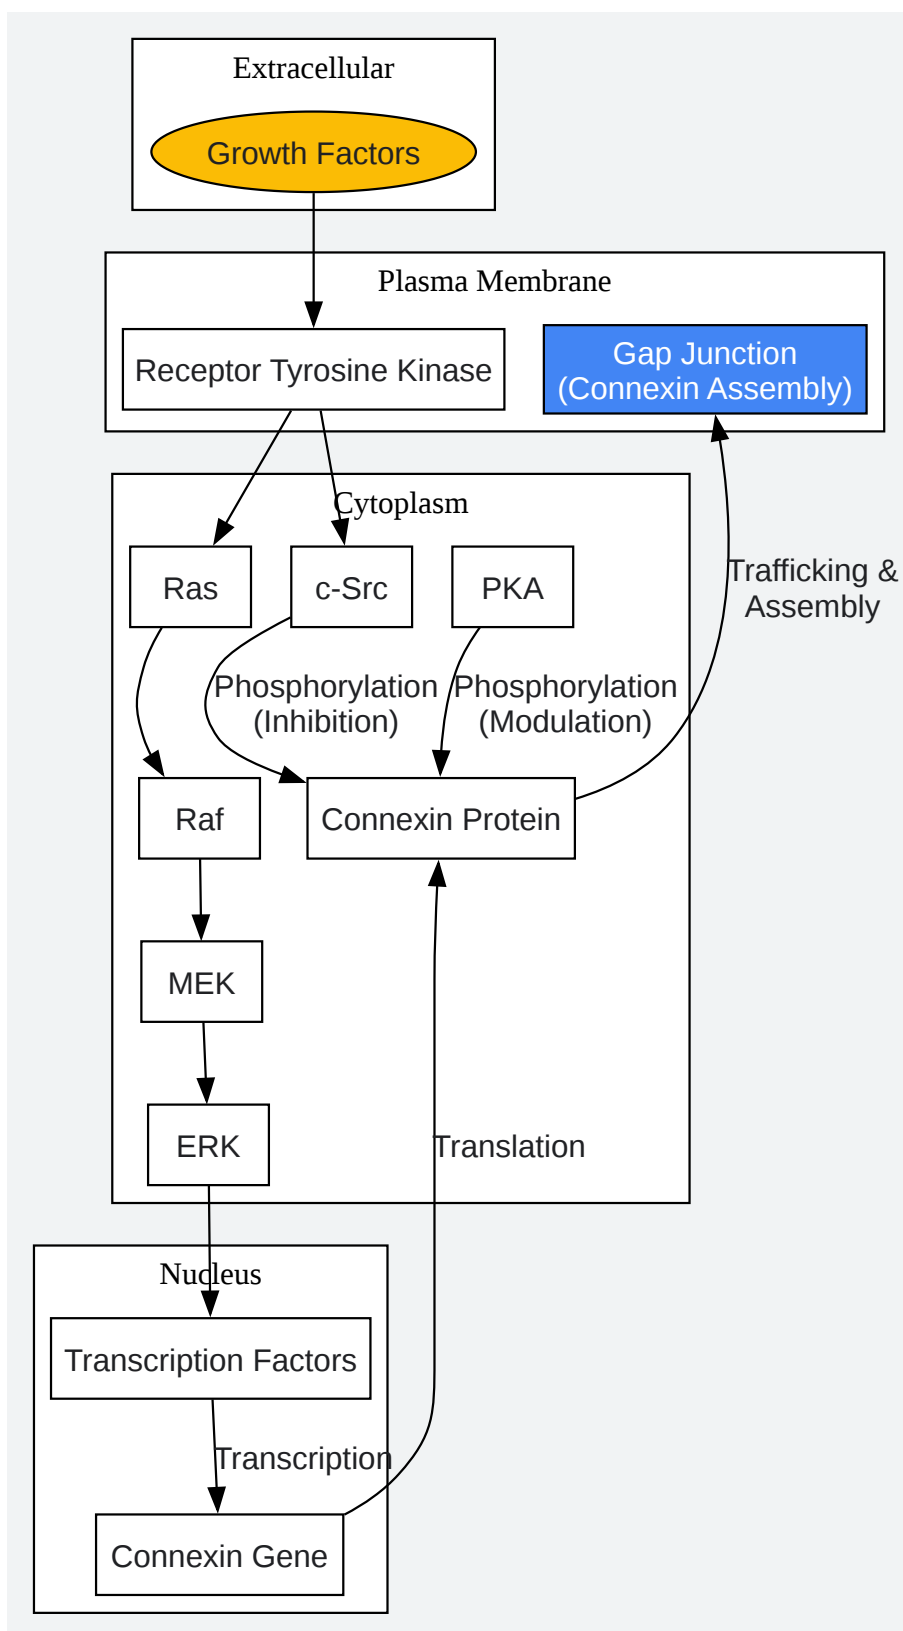 Extracellular
Growth Factors
Plasma Membrane
Receptor Tyrosine Kinase
Gap Junction
(Connexin Assembly)
Cytoplasm
Ras
c-Src
PKA
Trafficking &
Assembly
Phosphorylation
(Inhibition)
Phosphorylation
(Modulation)
Raf
Connexin Protein
MEK
ERK
Translation
Nucleus
Transcription Factors
Transcription
Connexin Gene